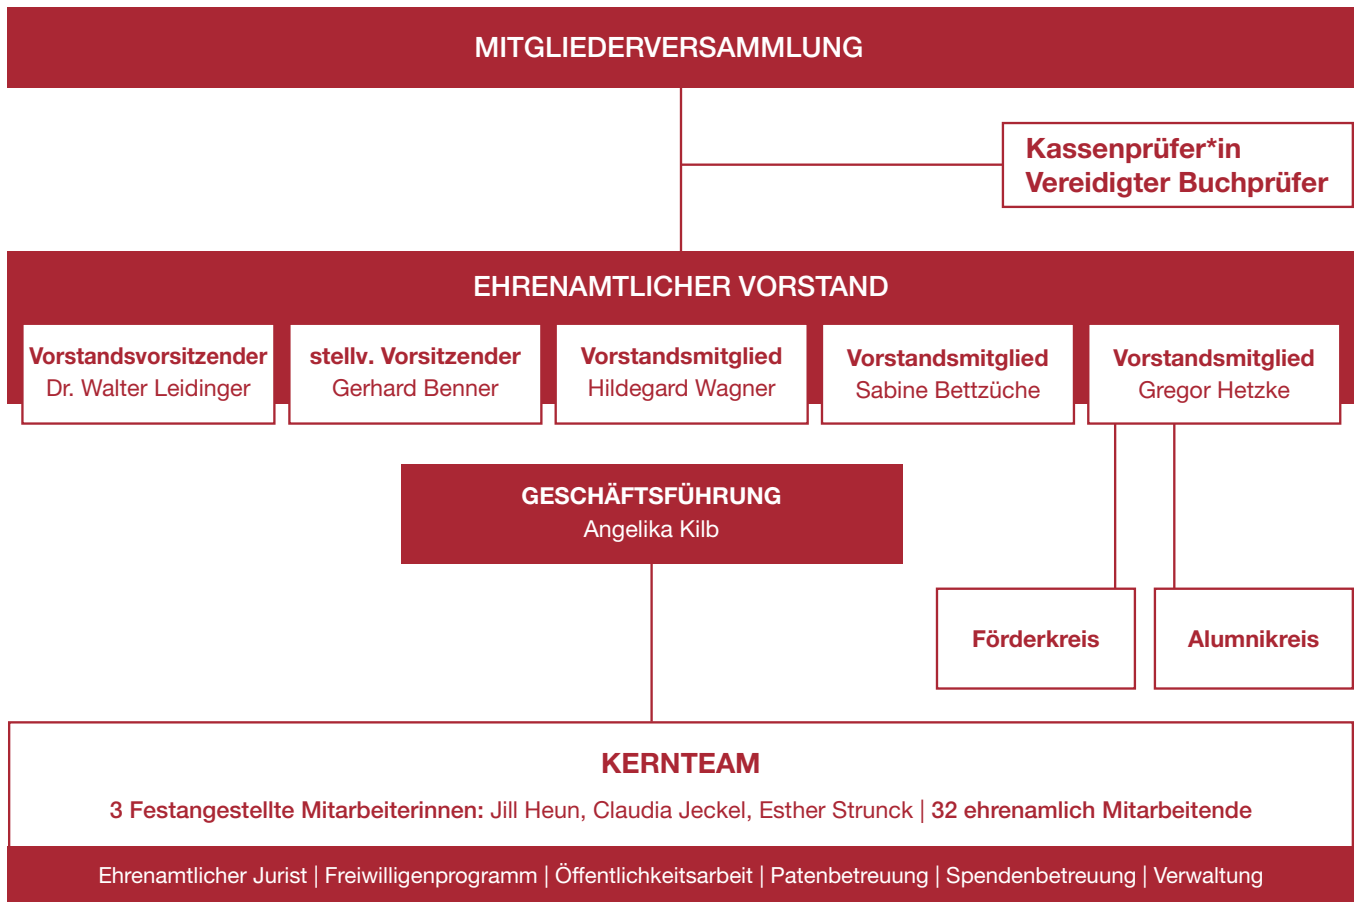 MITGLIEDERVERSAMMLUNG
Kassenprüfer*in
Vereidigter Buchprüfer
EHRENAMTLICHER VORSTAND
Vorstandsvorsitzender
Dr. Walter Leidinger
stellv. Vorsitzender
Gerhard Benner
Vorstandsmitglied
Hildegard Wagner
Vorstandsmitglied
Sabine Bettzüche
Vorstandsmitglied
Gregor Hetzke
GESCHÄFTSFÜHRUNG
Angelika Kilb
Förderkreis
Alumnikreis
KERNTEAM
3 Festangestellte Mitarbeiterinnen: Jill Heun, Claudia Jeckel, Esther Strunck | 32 ehrenamlich Mitarbeitende
Ehrenamtlicher Jurist | Freiwilligenprogramm | Öffentlichkeitsarbeit | Patenbetreuung | Spendenbetreuung | Verwaltung